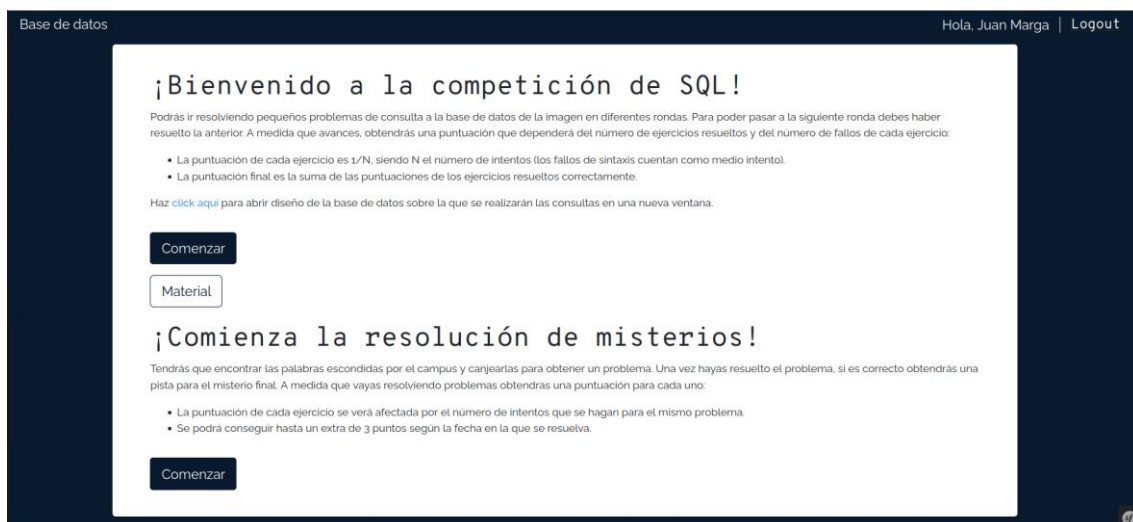 Base de datos
Hola, Juan Marga | Logout
¡Bienvenido a la competición de SQL!
Podrás ir resolviendo pequeños problemas de consulta a la base de datos de la imagen en diferentes rondas. Para poder pasar a la siguiente ronda debes haber
resuelto la anterior. A medida que avances, obtendrás una puntuación que dependerá del número de ejercicios resueltos y del número de fallos de cada ejercicio:
• La puntuación de cada ejercicio es 1/N, siendo N el número de intentos (los fallos de sintaxis cuentan como medio intento).
• La puntuación final es la suma de las puntuaciones de los ejercicios resueltos correctamente.
Haz click aquí para abrir diseño de la base de datos sobre la que se realizarán las consultas en una nueva ventana.
Comenzar
Material
¡Comienza la resolución de misterios!
Tendrás que encontrar las palabras escondidas por el campus y canjearlas para obtener un problema. Una vez hayas resuelto el problema, si es correcto obtendrás una
pista para el misterio final. A medida que vayas resolviendo problemas obtendras una puntuación para cada uno:
• La puntuación de cada ejercicio se verá afectada por el número de intentos que se hagan para el mismo problema.
• Se podrá conseguir hasta un extra de 3 puntos según la fecha en la que se resuelva.
Comenzar